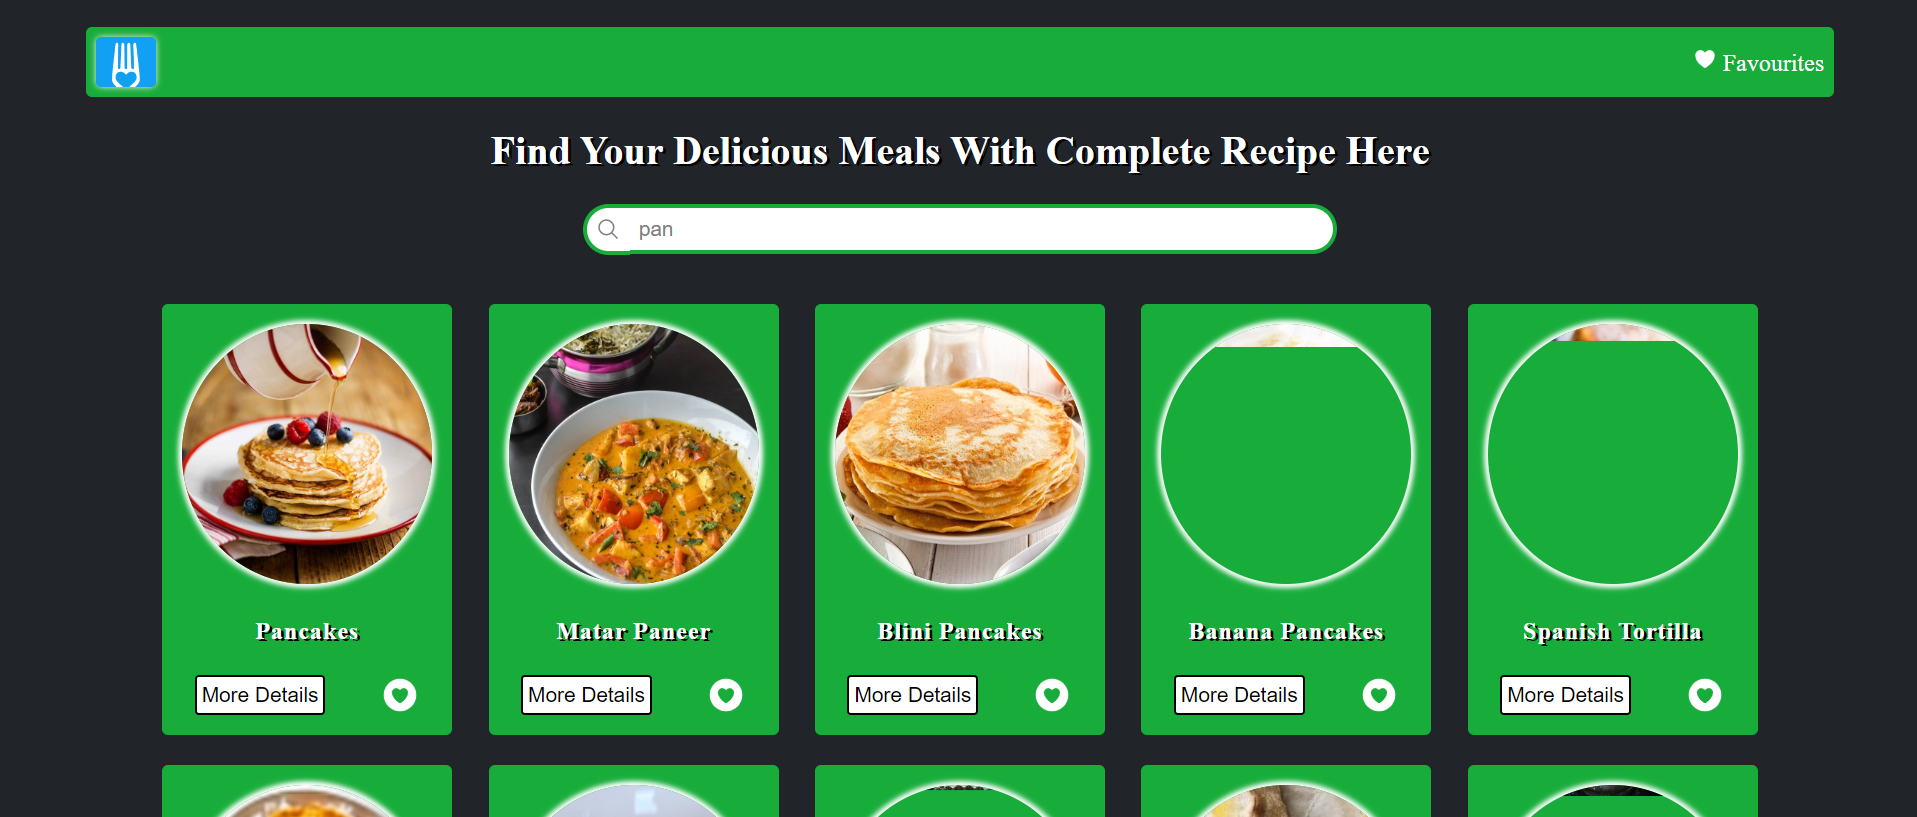 Favourites
Find Your Delicious Meals With Complete Recipe Here
pan
Pancakes
Matar Paneer
Blini Pancakes
Banana Pancakes
Spanish Tortilla
More Details
More Details
More Details
More Details
More Details